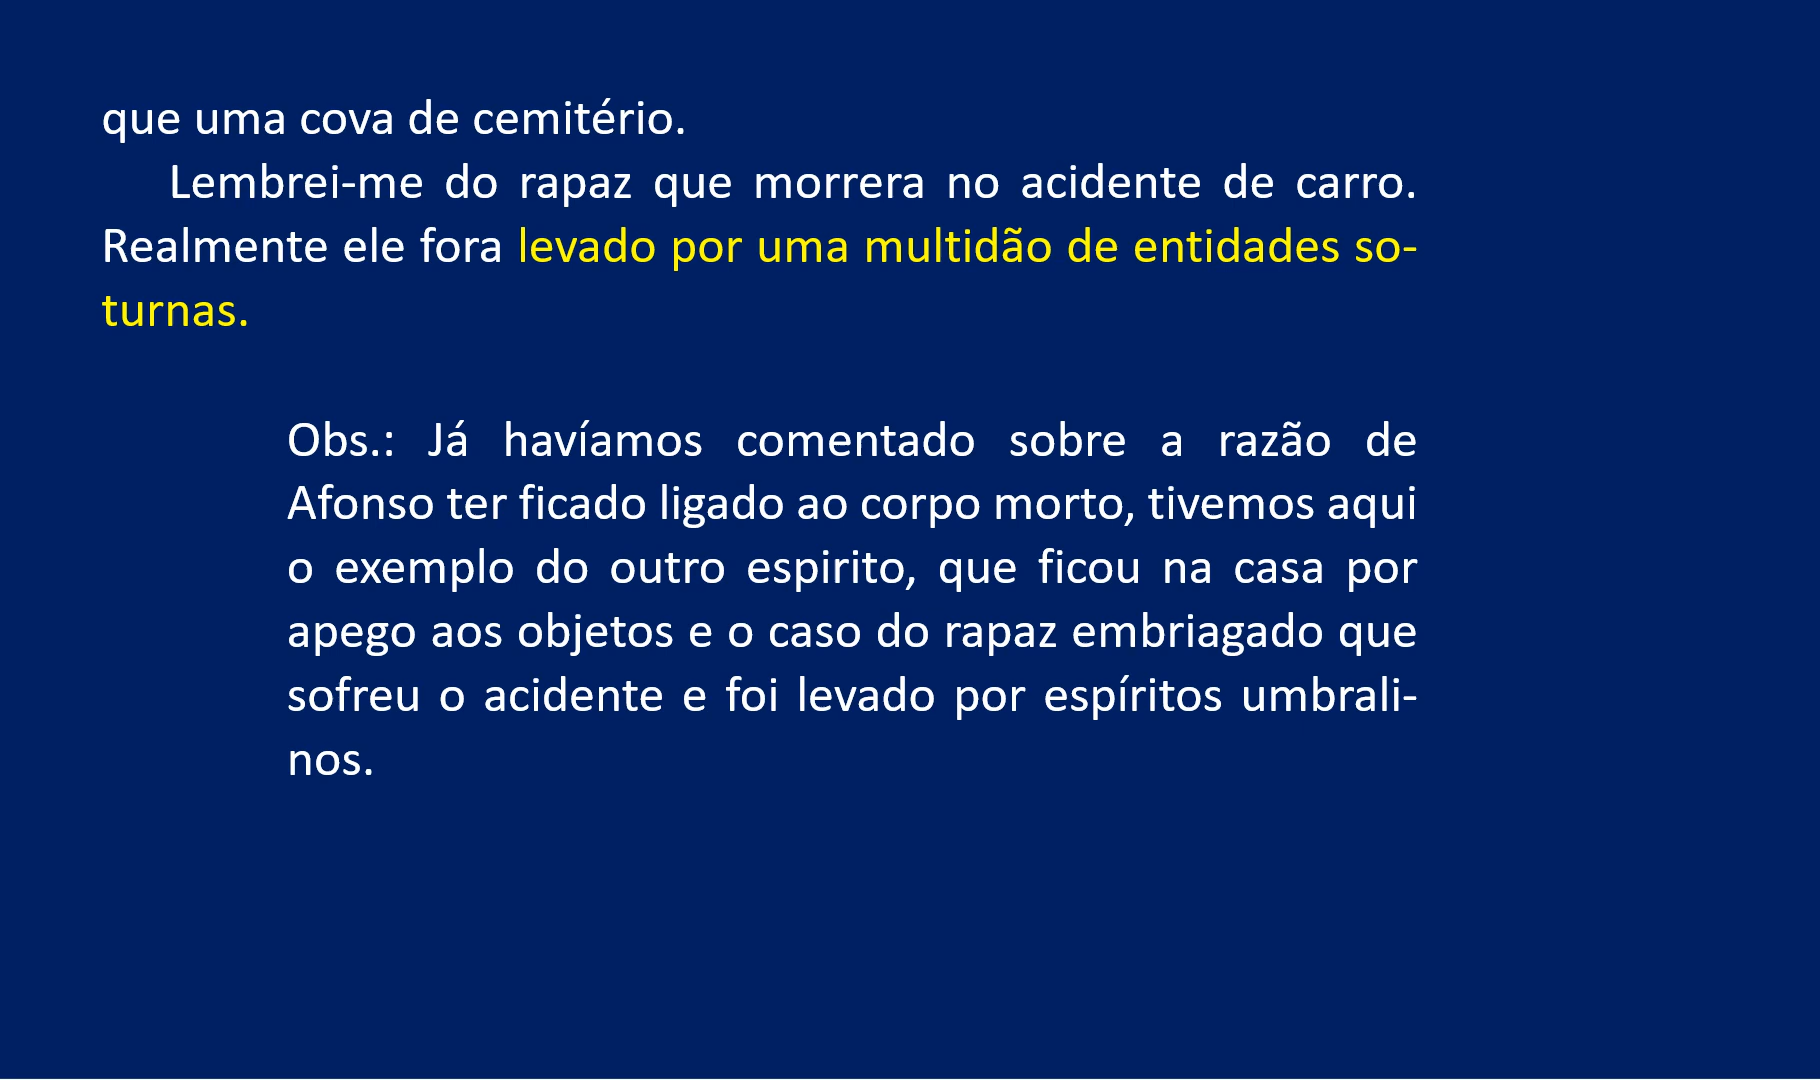 que uma cova de cemitério.
Lembrei-me do rapaz que morrera no acidente de carro.
Realmente ele fora levado por uma multidão de entidades so-
turnas.
Obs.: Já havíamos comentado sobre a razão de
Afonso ter ficado ligado ao corpo morto, tivemos aqui
o exemplo do outro espirito, que ficou na casa por
apego aos objetos e o caso do rapaz embriagado que
sofreu o acidente e foi levado por espíritos umbrali-
nos.